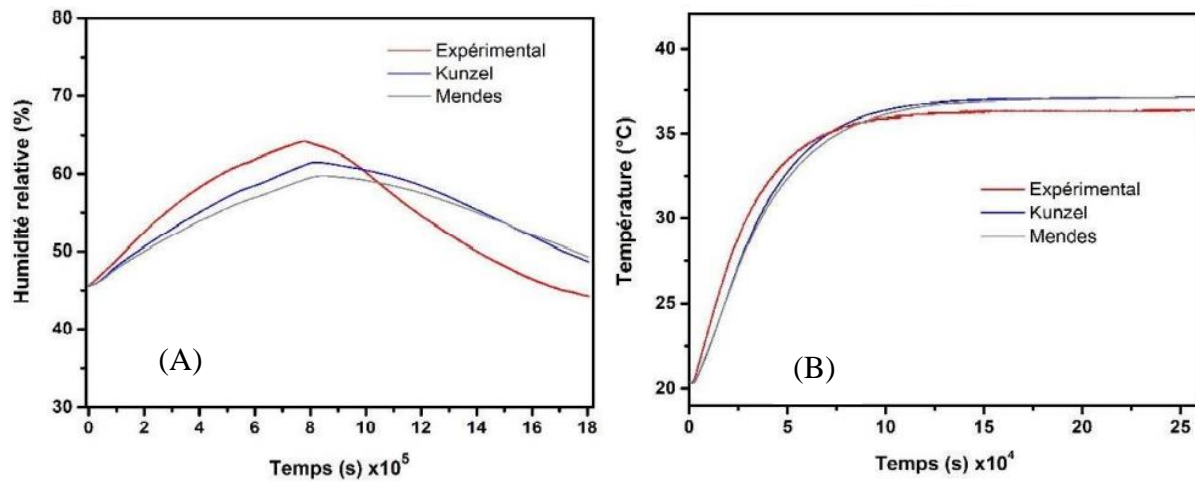 80
70
60
50
40
30
Humidité relative (%)
Expérimental
Kunzel
Mendes
(A)
0 2 4 6 8 10 12 14 16 18
Temps (s) x10⁵
40
35
30
25
20
Température (°C)
Expérimental
Kunzel
Mendes
(B)
0 5 10 15 20 25
Temps (s) x10⁴